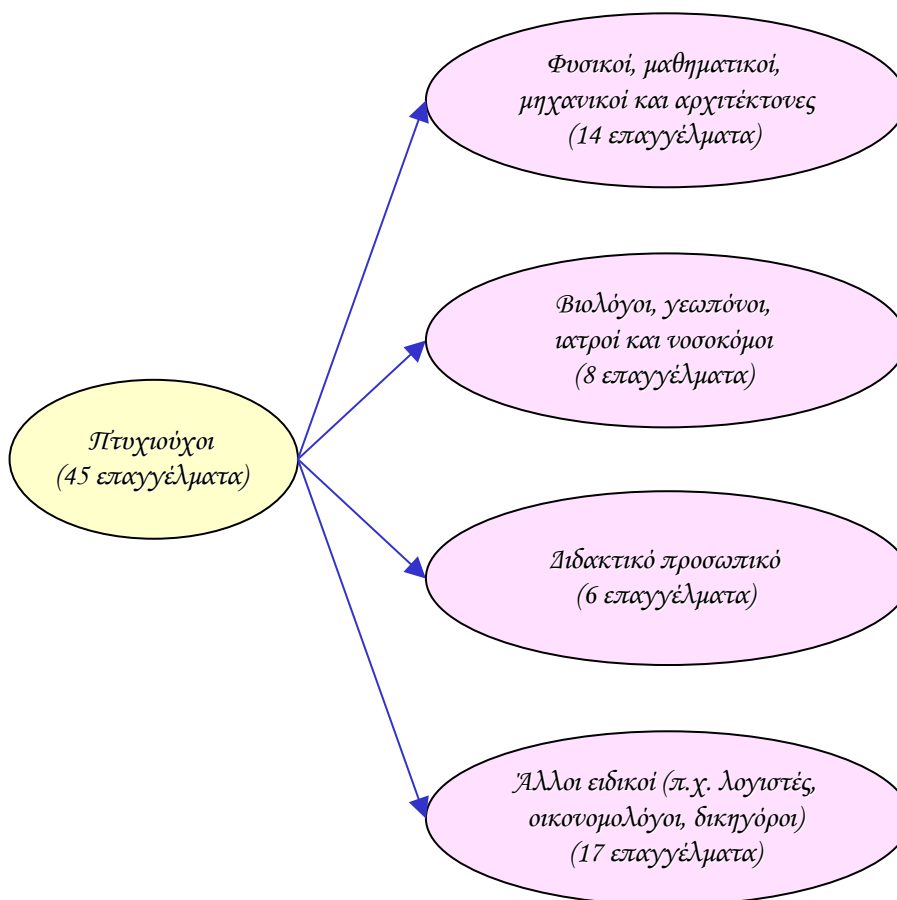 Φυσικοί, μαθηματικοί,
μηχανικοί και αρχιτέκτονες
(14 επαγγέλματα)
Βιολόγοι, γεωπόνοι,
ιατροί και νοσοκόμοι
(8 επαγγέλματα)
Πτυχιούχοι
(45 επαγγέλματα)
Διδακτικό προσωπικό
(6 επαγγέλματα)
Άλλοι ειδικοί (π.χ. λογιστές,
οικονομολόγοι, δικηγόροι)
(17 επαγγέλματα)